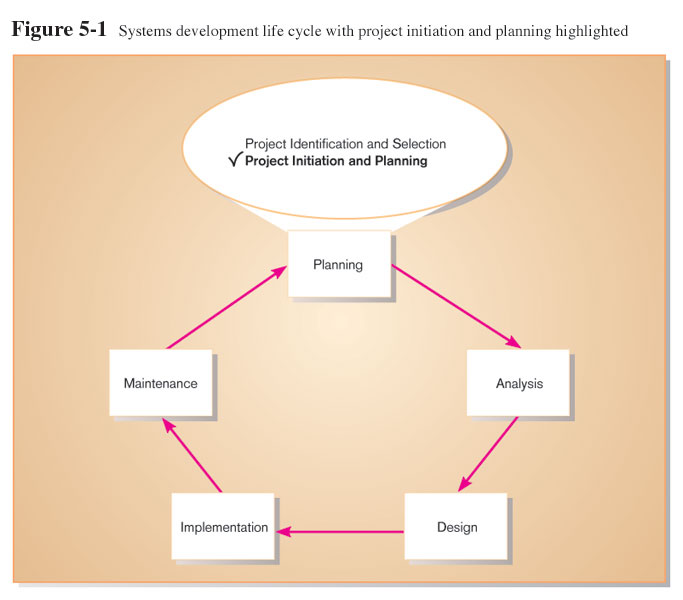 Figure 5-1 Systems development life cycle with project initiation and planning highlighted
Project Identification and Selection
✓Project Initiation and Planning
Planning
Maintenance
Analysis
Implementation
Design